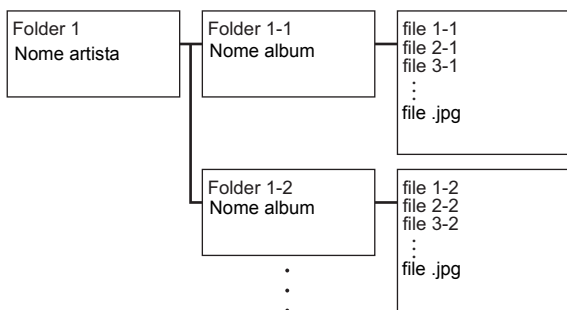 Folder 1
Nome artista
Folder 1-1
Nome album
file 1-1
file 2-1
file 3-1
file .jpg
Folder 1-2
Nome album
file 1-2
file 2-2
file 3-2
file .jpg